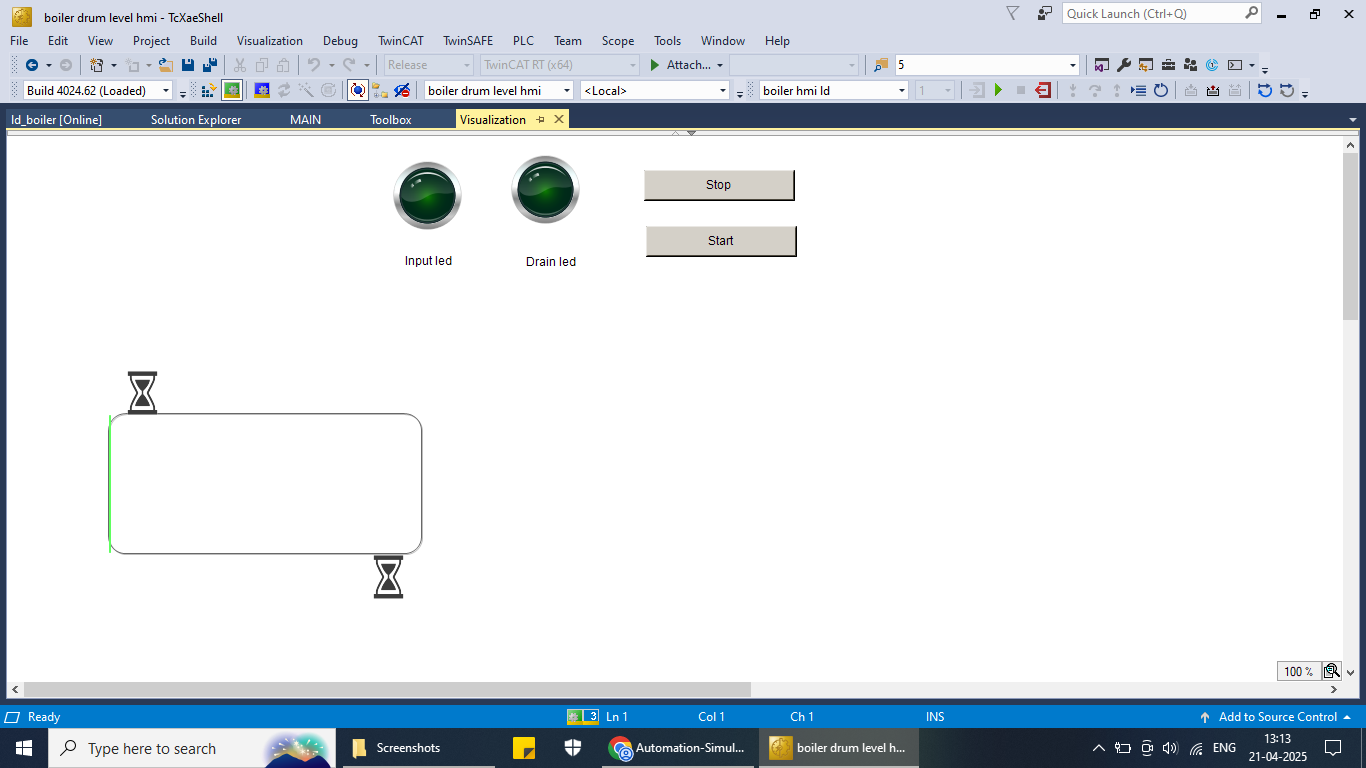 boiler drum level hmi - TcXaeShell
Quick Launch (Ctrl+Q)
File Edit View Project Build Visualization Debug TwinCAT TwinSAFE PLC Team Scope Tools Window Help
Release TwinCAT RT (x64) Attach... 5
Build 4024.62 (Loaded) boiler drum level hmi <Local> boiler hmi ld 1
ld_boiler [Online] Solution Explorer MAIN Toolbox Visualization
Stop
Start
Input led Drain led
100 %
Ready 3 Ln 1 Col 1 Ch 1 INS Add to Source Control
Type here to search Screenshots Automation-Simul... boiler drum level h... ENG 13:13
21-04-2025